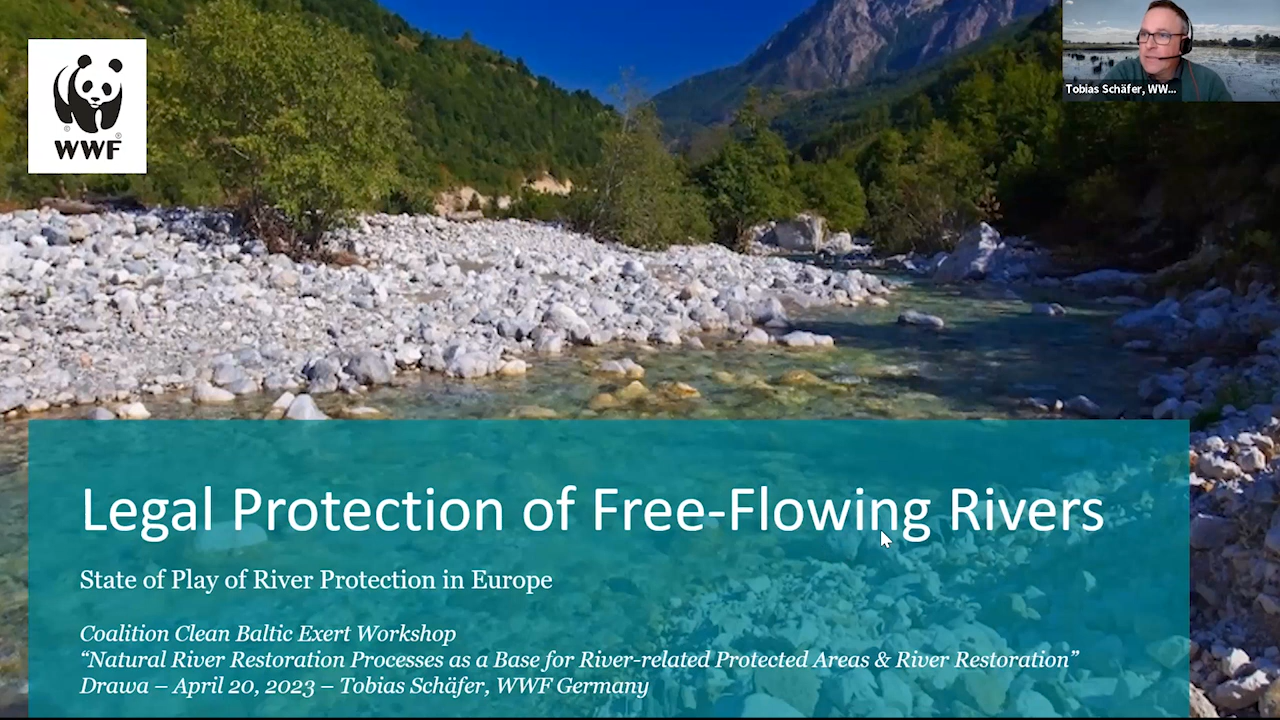 WWF
Tobias Schäfer, WW...
Legal Protection of Free-Flowing Rivers
State of Play of River Protection in Europe
Coalition Clean Baltic Exert Workshop
“Natural River Restoration Processes as a Base for River-related Protected Areas & River Restoration”
Drawa – April 20, 2023 – Tobias Schäfer, WWF Germany